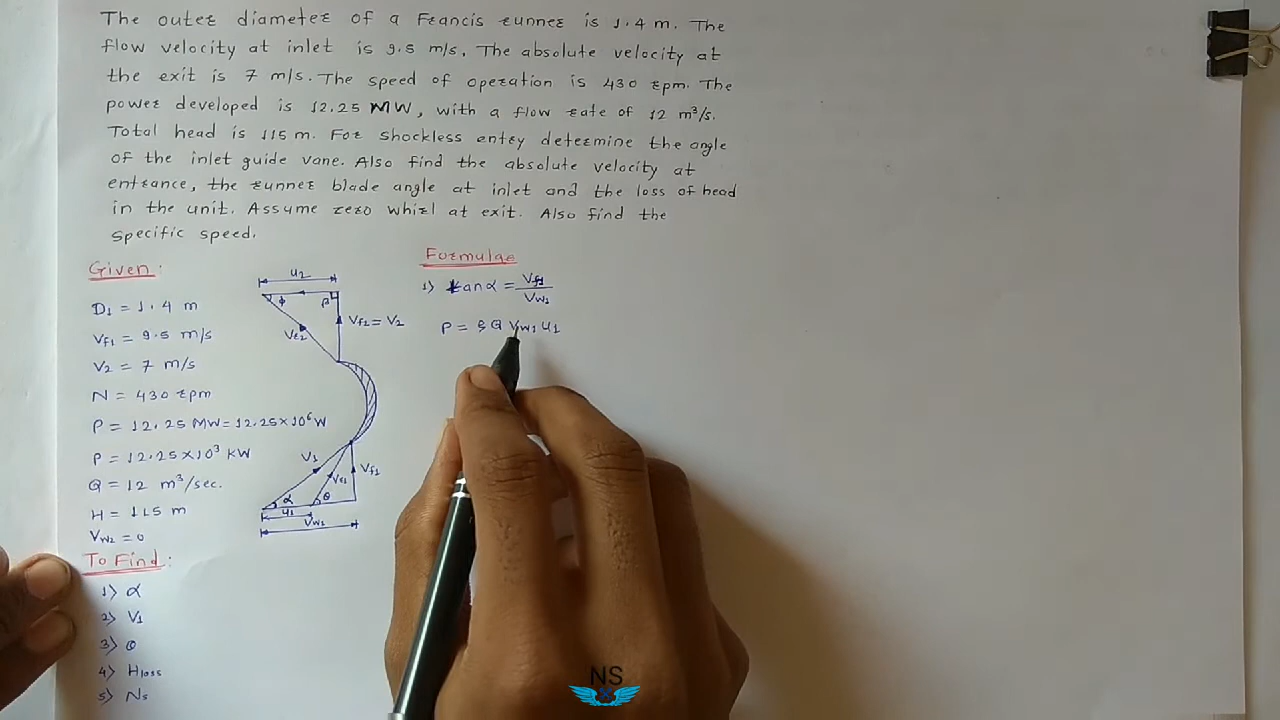 The outer diameter of a Francis runner is 1.4 m. The
flow velocity at inlet is 9.5 m/s. The absolute velocity at
the exit is 7 m/s. The speed of operation is 430 rpm. The
power developed is 12.25 MW, with a flow rate of 12 m³/s.
Total head is 115 m. For shockless entry determine the angle
of the inlet guide vane. Also find the absolute velocity at
entrance, the runner blade angle at inlet and the loss of head
in the unit. Assume zero whirl at exit. Also find the
specific speed.
Given:
D₁ = 1.4 m
Vf₁ = 9.5 m/s
V₂ = 7 m/s
N = 430 rpm
P = 12.25 MW = 12.25×10⁶ W
P = 12.25×10³ KW
Q = 12 m³/sec.
H = 115 m
Vw₂ = 0
To Find:
1) α
2) V₁
3) θ
4) Hloss
5) Ns
u₂
φ
β
Vr₂
Vf₂ = V₂
V₁
Vr₁
Vf₁
α
θ
u₁
Vw₁
Formulae
1) tan α = Vf₁ / Vw₁
P = ρ Q Vw₁ u₁
NS